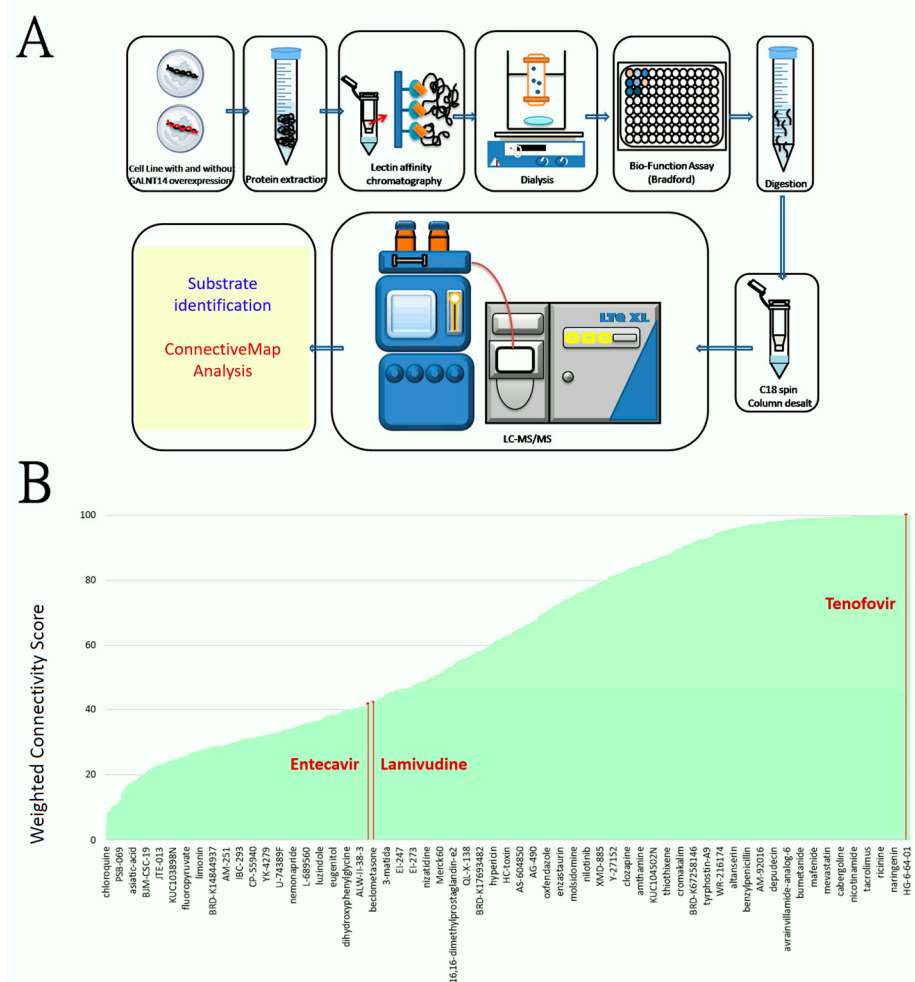 A
Cell Line with and without
GALNT14 overexpression
Protein extraction
Lectin affinity
chromatography
Dialysis
Bio-Function Assay
(Bradford)
Digestion
Substrate
identification
ConnectiveMap
Analysis
LTQ XL
LC-MS/MS
C18 spin
Column desalt
B
Weighted Connectivity Score
100
80
60
40
20
0
Entecavir
Lamivudine
Tenofovir
chloroquine
PSB-069
asiatic-acid
BJM-CSC-19
JTE-013
KUC103898N
fluoropyruvate
limonin
BRD-K14844937
AM-251
IBC-293
CP-55940
YK-4279
U-74389F
nemonapride
L-689560
luzindole
eugenitol
dihydroxyphenylglycine
ALW-II-38-3
beclometasone
3-matida
EI-247
EI-273
nizatidine
Merck60
16,16-dimethylprostaglandin-e2
QL-X-138
BRD-K17693482
hypericin
HC-toxin
AS-604850
AG-490
oxfendazole
enzastaurin
molsidomine
nilotinib
XMD-885
Y-27152
clozapine
amthamine
KUC104502N
thiothixene
cromakalim
BRD-K67258146
tyrphostin-A9
WR-216174
altanserin
benzylpenicillin
AM-92016
depudecin
avrainvillamide-analog-6
bumetanide
mafenide
mevastatin
cabergoline
nicotinamide
tacrolimus
ricinine
naringenin
HG-6-64-01